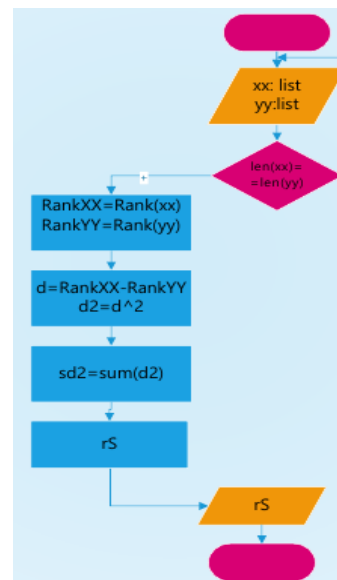 xx: list
yy:list
len(xx)=
=len(yy)
+
RankXX=Rank(xx)
RankYY=Rank(yy)
d=RankXX-RankYY
d2=d^2
sd2=sum(d2)
rS
rS